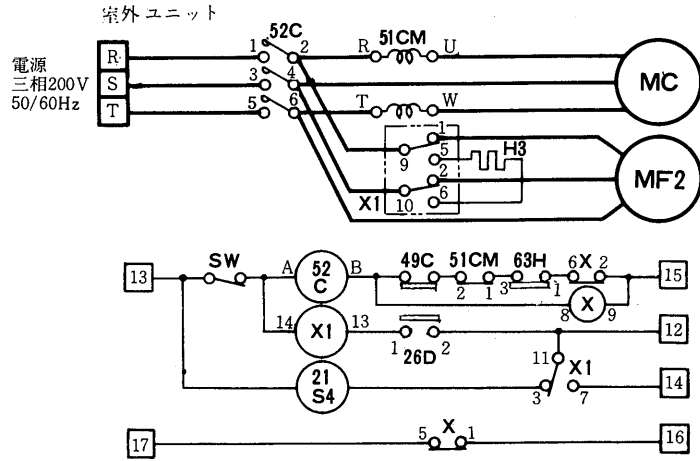 室外ユニット
電源
三相200V
50/60Hz
R
S
T
52C
1 2
3 4
5 6
51CM
R U
T W
MC
1
9 5
2
10 6
X1
H3
MF2
13
SW
A 52C B
49C
51CM
2 1
63H
3 1
6 X 2
15
8 X 9
14 X1 13
1 2
26D
12
11
X1
3 7
21S4
14
17
5 X 1
16